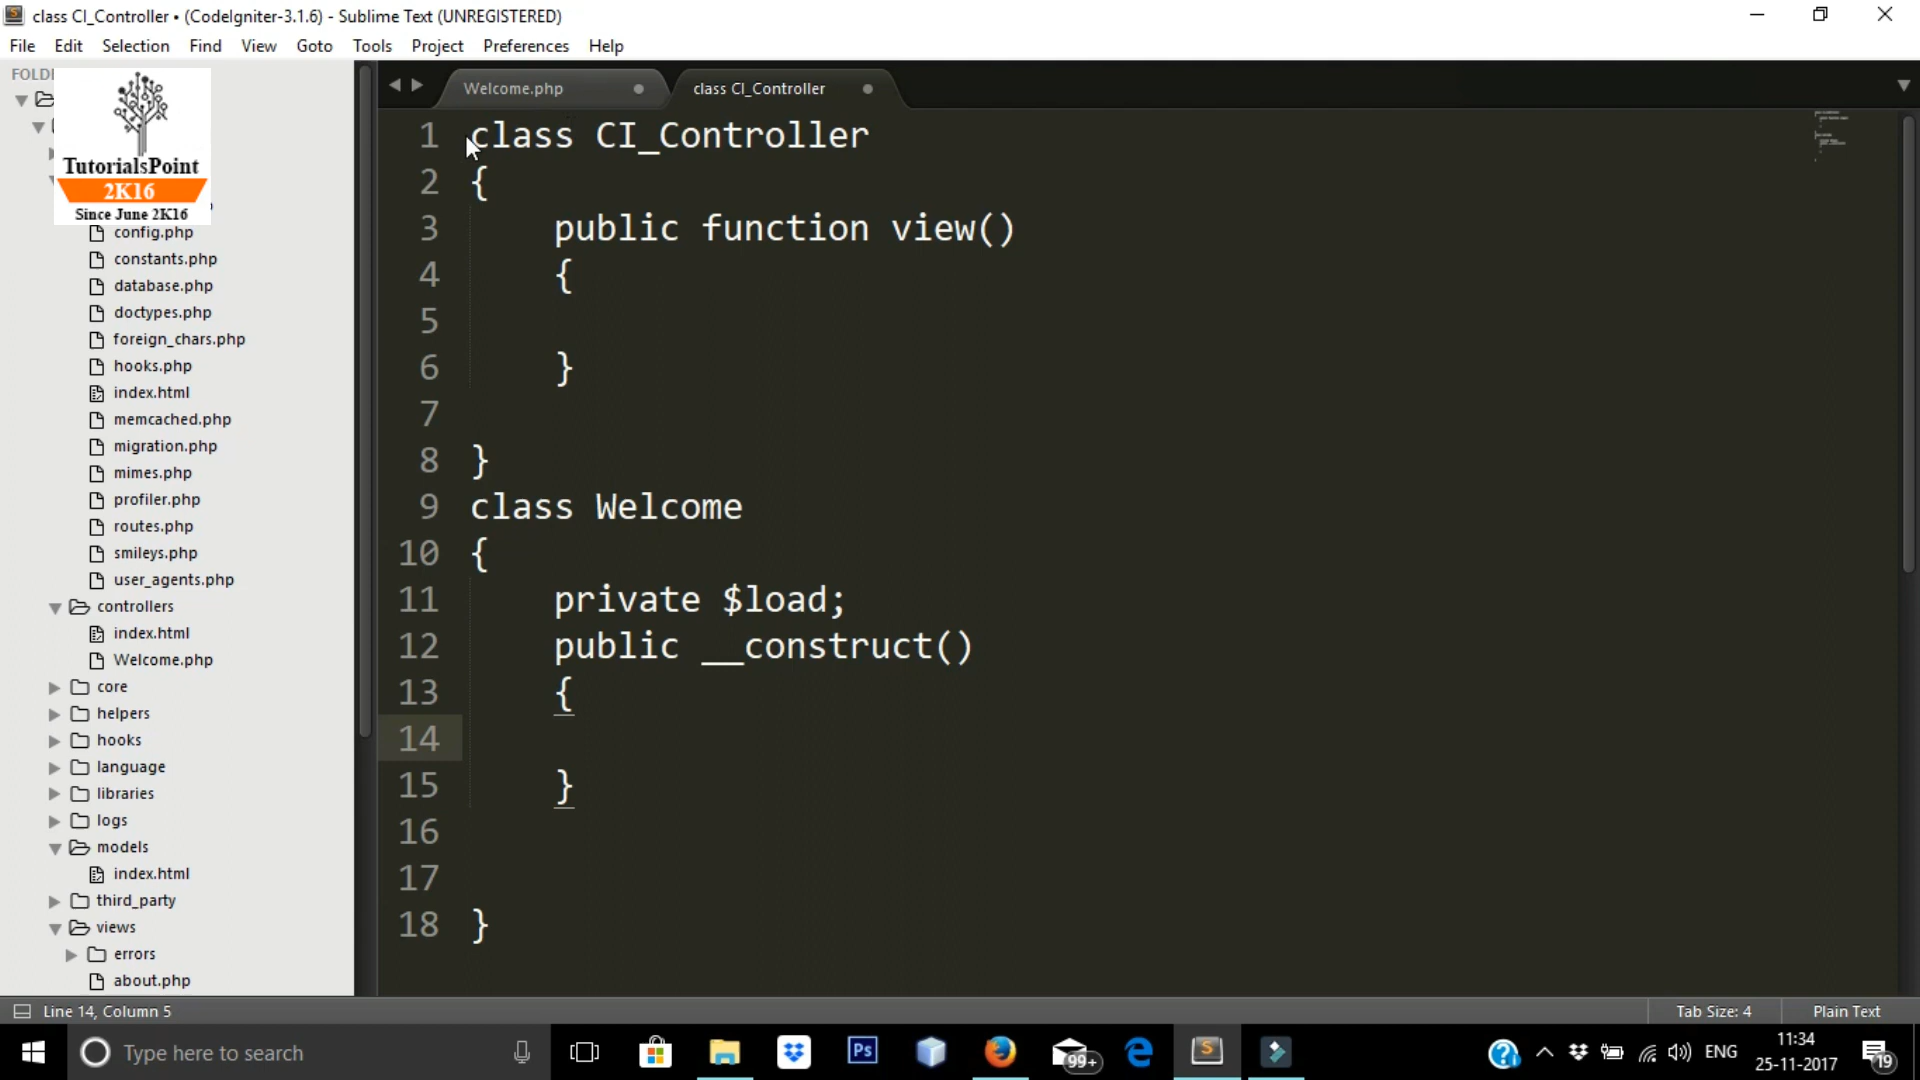 class CI_Controller • (CodeIgniter-3.1.6) - Sublime Text (UNREGISTERED)
File Edit Selection Find View Goto Tools Project Preferences Help
FOLD
TutorialsPoint
2K16
Since June 2K16
config.php
constants.php
database.php
doctypes.php
foreign_chars.php
hooks.php
index.html
memcached.php
migration.php
mimes.php
profiler.php
routes.php
smileys.php
user_agents.php
controllers
index.html
Welcome.php
core
helpers
hooks
language
libraries
logs
models
index.html
third_party
views
errors
about.php
Welcome.php class CI_Controller
1 class CI_Controller
2 {
3 public function view()
4 {
5
6 }
7
8 }
9 class Welcome
10 {
11 private $load;
12 public __construct()
13 {
14
15 }
16
17
18 }
Line 14, Column 5 Tab Size: 4 Plain Text
Type here to search Ps 99+ ENG 11:34
25-11-2017 19